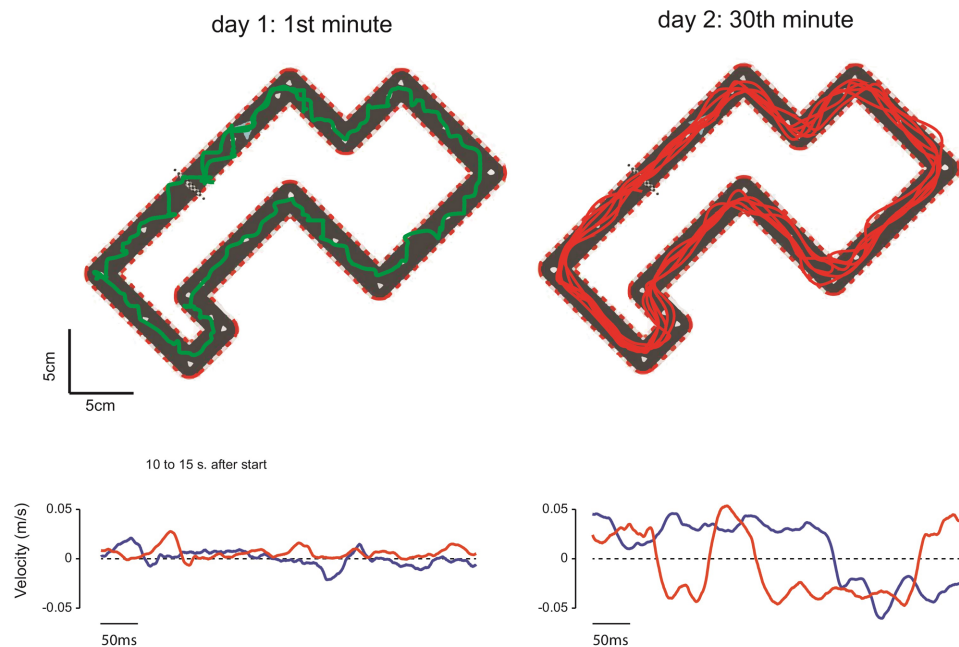 day 1: 1st minute
day 2: 30th minute
5cm
5cm
10 to 15 s. after start
Velocity (m/s)
0.05
0
-0.05
50ms
0.05
0
-0.05
50ms